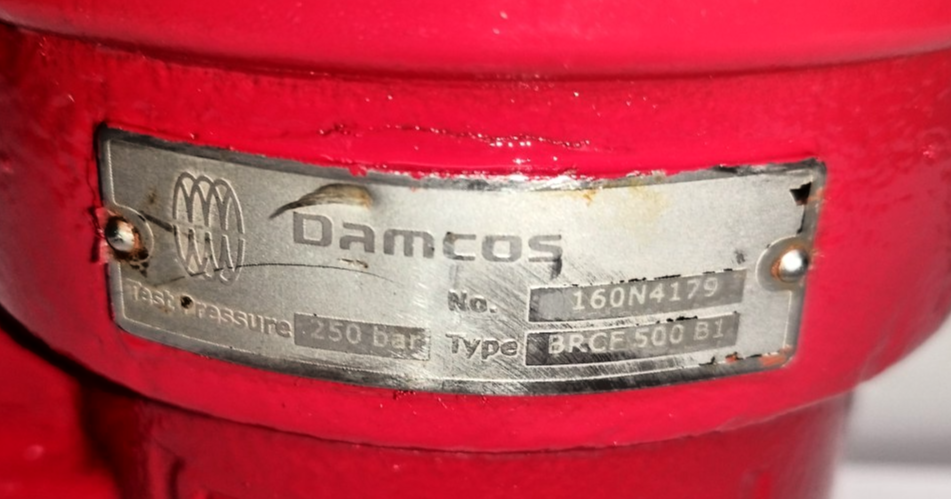 Damcos
No. 160N4179
Test Pressure 250 bar Type BRCF 500 B1